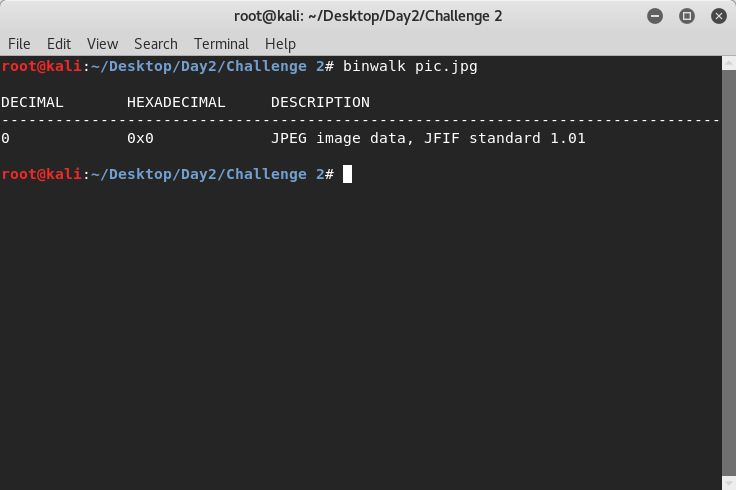 root@kali: ~/Desktop/Day2/Challenge 2
File Edit View Search Terminal Help
root@kali:~/Desktop/Day2/Challenge 2# binwalk pic.jpg
DECIMAL HEXADECIMAL DESCRIPTION
--------------------------------------------------------------------------------
0 0x0 JPEG image data, JFIF standard 1.01
root@kali:~/Desktop/Day2/Challenge 2#